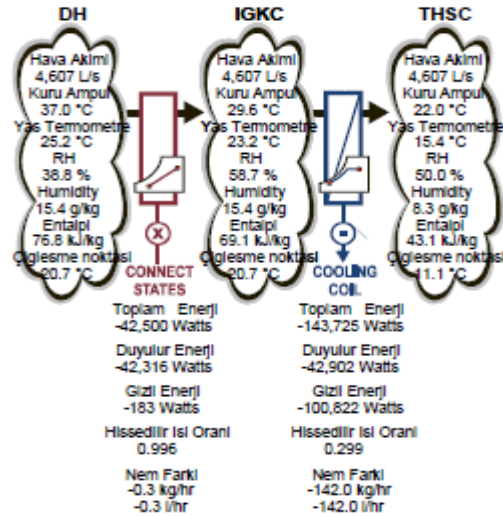 DH
IGKC
THSC
Hava Akimi
4,607 L/s
Kuru Ampul
37.0 °C
Yas Termometre
25.2 °C
RH
38.8 %
Humidity
15.4 g/kg
Entalpi
76.8 kJ/kg
Çiglesme noktasi
20.7 °C
Hava Akimi
4,607 L/s
Kuru Ampul
29.6 °C
Yas Termometre
23.2 °C
RH
58.7 %
Humidity
15.4 g/kg
Entalpi
69.1 kJ/kg
Çiglesme noktasi
20.7 °C
Hava Akimi
4,607 L/s
Kuru Ampul
22.0 °C
Yas Termometre
15.4 °C
RH
50.0 %
Humidity
8.3 g/kg
Entalpi
43.1 kJ/kg
Çiglesme noktasi
11.1 °C
CONNECT
STATES
Toplam Enerji
-42,500 Watts
Duyulur Enerji
-42,316 Watts
Gizli Enerji
-183 Watts
Hissedilir Isi Orani
0.996
Nem Farki
-0.3 kg/hr
-0.3 l/hr
COOLING
COIL
Toplam Enerji
-143,725 Watts
Duyulur Enerji
-42,902 Watts
Gizli Enerji
-100,822 Watts
Hissedilir Isi Orani
0.299
Nem Farki
-142.0 kg/hr
-142.0 l/hr